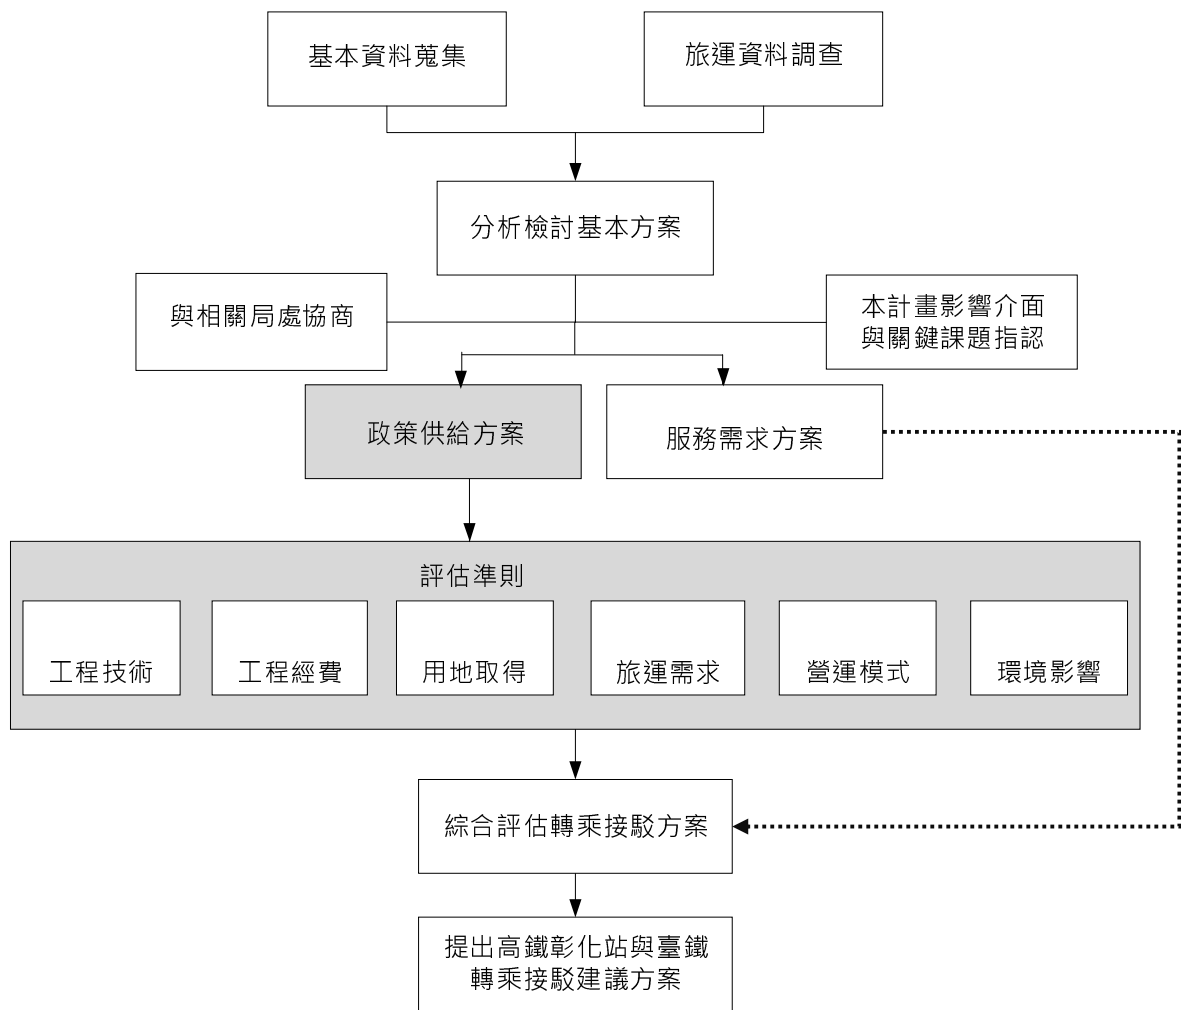 基本資料蒐集
旅運資料調查
分析檢討基本方案
與相關局處協商
本計畫影響介面
與關鍵課題指認
政策供給方案
服務需求方案
評估準則
工程技術
工程經費
用地取得
旅運需求
營運模式
環境影響
綜合評估轉乘接駁方案
提出高鐵彰化站與臺鐵
轉乘接駁建議方案